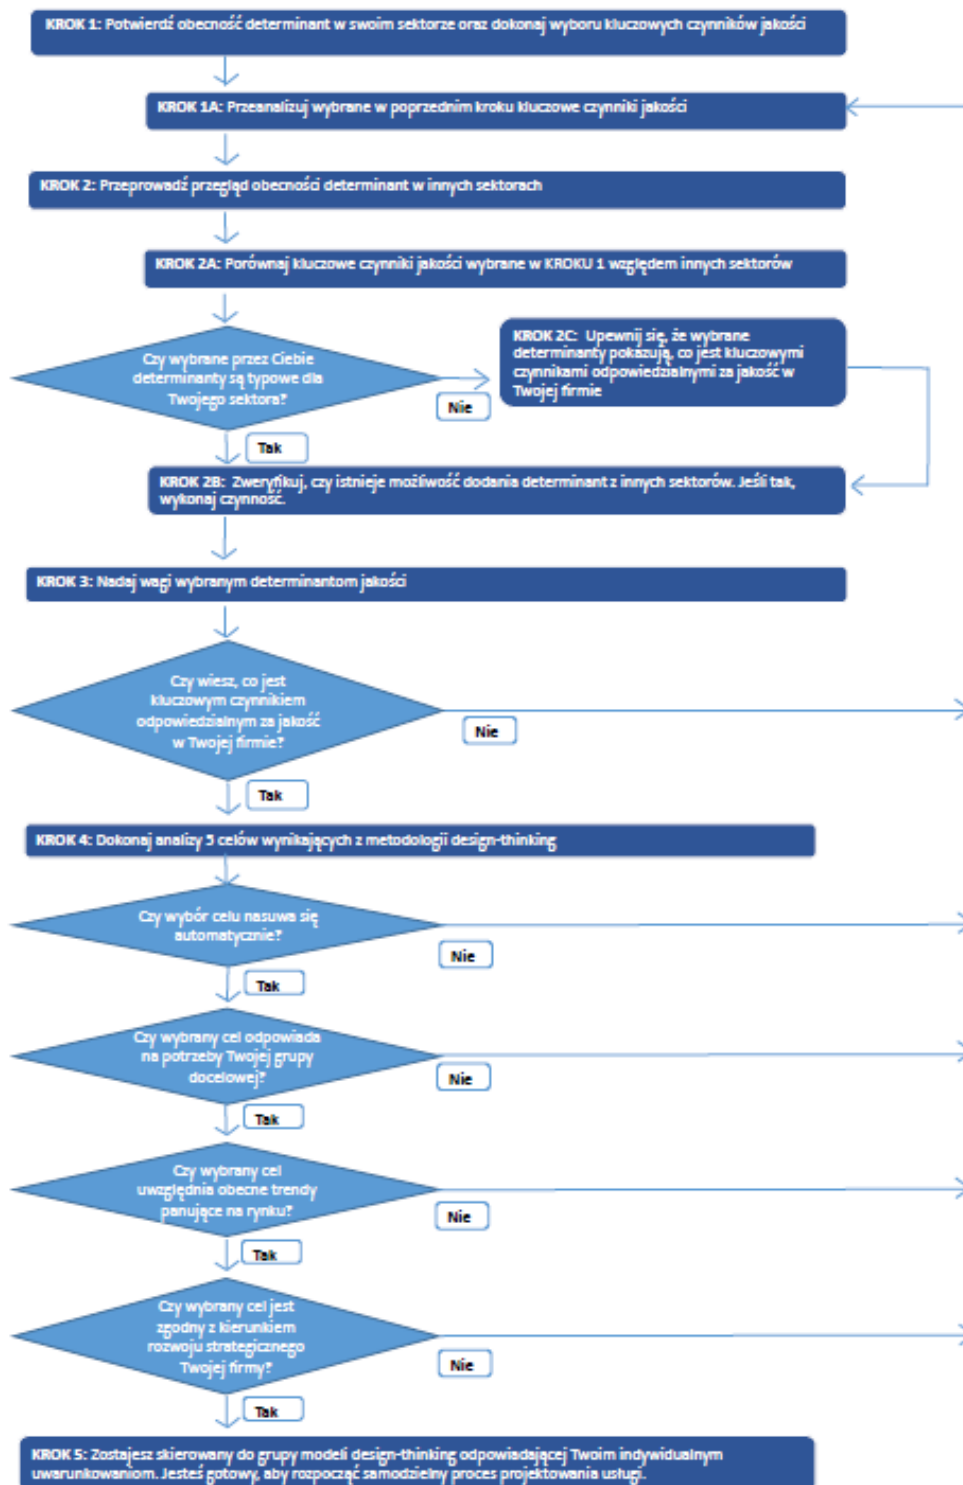 KROK 1: Potwierdź obecność determinant w swoim sektorze oraz dokonaj wyboru kluczowych czynników jakości
KROK 1A: Przeanalizuj wybrane w poprzednim kroku kluczowe czynniki jakości
KROK 2: Przeprowadź przegląd obecności determinant w innych sektorach
KROK 2A: Porównaj kluczowe czynniki jakości wybrane w KROKU 1 względem innych sektorów
Czy wybrane przez Ciebie
determinanty są typowe dla
Twojego sektora?
KROK 2C: Upewnij się, że wybrane
determinanty pokazują, co jest kluczowymi
czynnikami odpowiedzialnymi za jakość w
Twojej firmie
Nie
Tak
KROK 2B: Zweryfikuj, czy istnieje możliwość dodania determinant z innych sektorów. Jeśli tak,
wykonaj czynność.
KROK 3: Nadaj wagi wybranym determinantom jakości
Czy wiesz, co jest
kluczowym czynnikiem
odpowiedzialnym za jakość
w Twojej firmie?
Nie
Tak
KROK 4: Dokonaj analizy 5 celów wynikających z metodologii design-thinking
Czy wybór celu nasuwa się
automatycznie?
Nie
Tak
Czy wybrany cel odpowiada
na potrzeby Twojej grupy
docelowej?
Nie
Tak
Czy wybrany cel
uwzględnia obecne trendy
panujące na rynku?
Nie
Tak
Czy wybrany cel jest
zgodny z kierunkiem
rozwoju strategicznego
Twojej firmy?
Nie
Tak
KROK 5: Zostajesz skierowany do grupy modeli design-thinking odpowiadającej Twoim indywidualnym
uwarunkowaniom. Jesteś gotowy, aby rozpocząć samodzielny proces projektowania usługi.